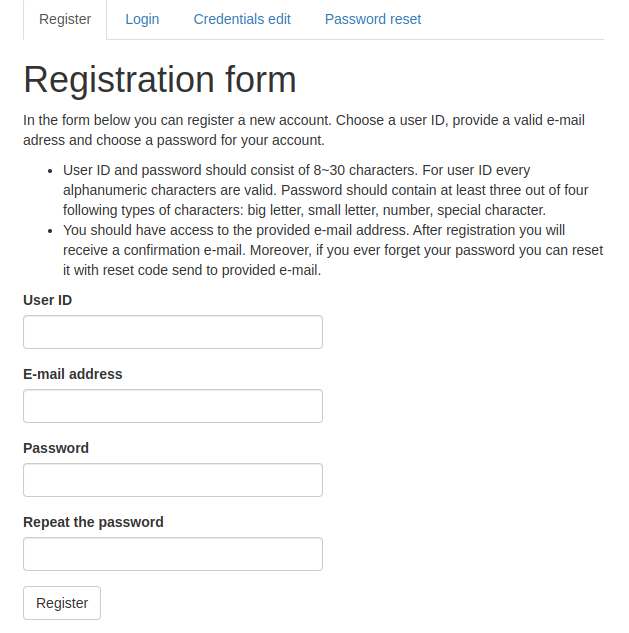 Register Login Credentials edit Password reset
Registration form
In the form below you can register a new account. Choose a user ID, provide a valid e-mail
adress and choose a password for your account.
• User ID and password should consist of 8~30 characters. For user ID every
alphanumeric characters are valid. Password should contain at least three out of four
following types of characters: big letter, small letter, number, special character.
• You should have access to the provided e-mail address. After registration you will
receive a confirmation e-mail. Moreover, if you ever forget your password you can reset
it with reset code send to provided e-mail.
User ID
E-mail address
Password
Repeat the password
Register